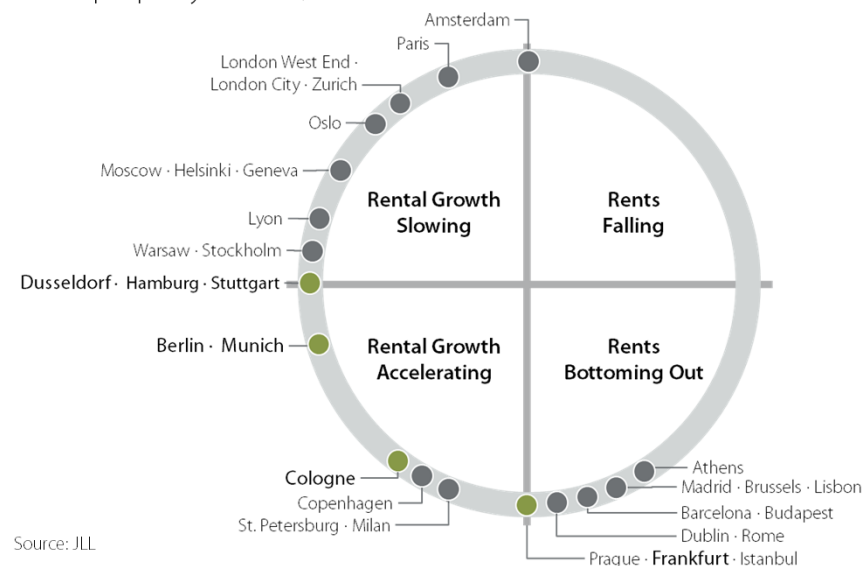 Amsterdam
Paris
London West End ·
London City · Zurich
Oslo
Moscow · Helsinki · Geneva
Rental Growth
Slowing
Rents
Falling
Lyon
Warsaw · Stockholm
Dusseldorf · Hamburg · Stuttgart
Berlin · Munich
Rental Growth
Accelerating
Rents
Bottoming Out
Cologne
Athens
Copenhagen
Madrid · Brussels · Lisbon
St. Petersburg · Milan
Barcelona · Budapest
Dublin · Rome
Source: JLL
Prague · Frankfurt · Istanbul